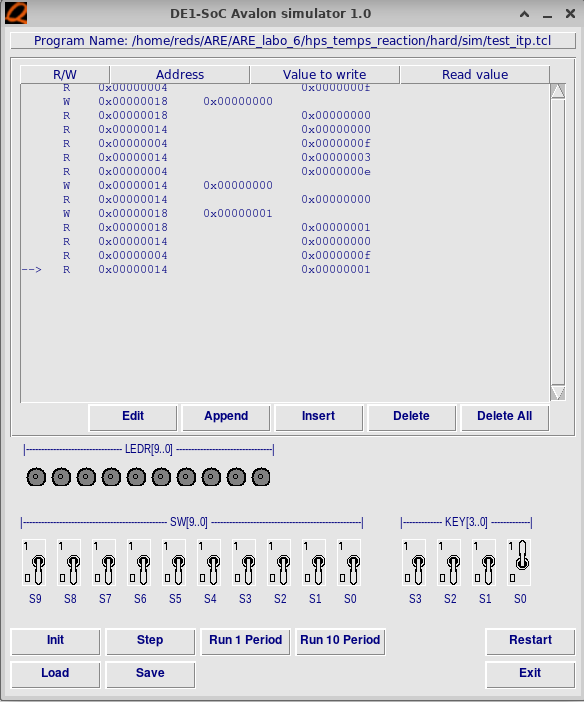 DE1-SoC Avalon simulator 1.0
Program Name: /home/reds/ARE/ARE_labo_6/hps_temps_reaction/hard/sim/test_itp.tcl
R/W Address Value to write Read value
R 0x00000004 0x0000000f
W 0x00000018 0x00000000
R 0x00000018 0x00000000
R 0x00000014 0x00000000
R 0x00000004 0x0000000f
R 0x00000014 0x00000003
R 0x00000004 0x0000000e
W 0x00000014 0x00000000
R 0x00000014 0x00000000
W 0x00000018 0x00000001
R 0x00000018 0x00000001
R 0x00000014 0x00000000
R 0x00000004 0x0000000f
--> R 0x00000014 0x00000001
Edit Append Insert Delete Delete All
|------------------------------ LEDR[9..0] ------------------------------|
|--------------------------------------------- SW[9..0] ---------------------------------------------| |------------ KEY[3..0] ------------|
1 1 1 1 1 1 1 1 1 1 1 1 1 1
0 0 0 0 0 0 0 0 0 0 0 0 0 0
S9 S8 S7 S6 S5 S4 S3 S2 S1 S0 S3 S2 S1 S0
Init Step Run 1 Period Run 10 Period Restart
Load Save Exit